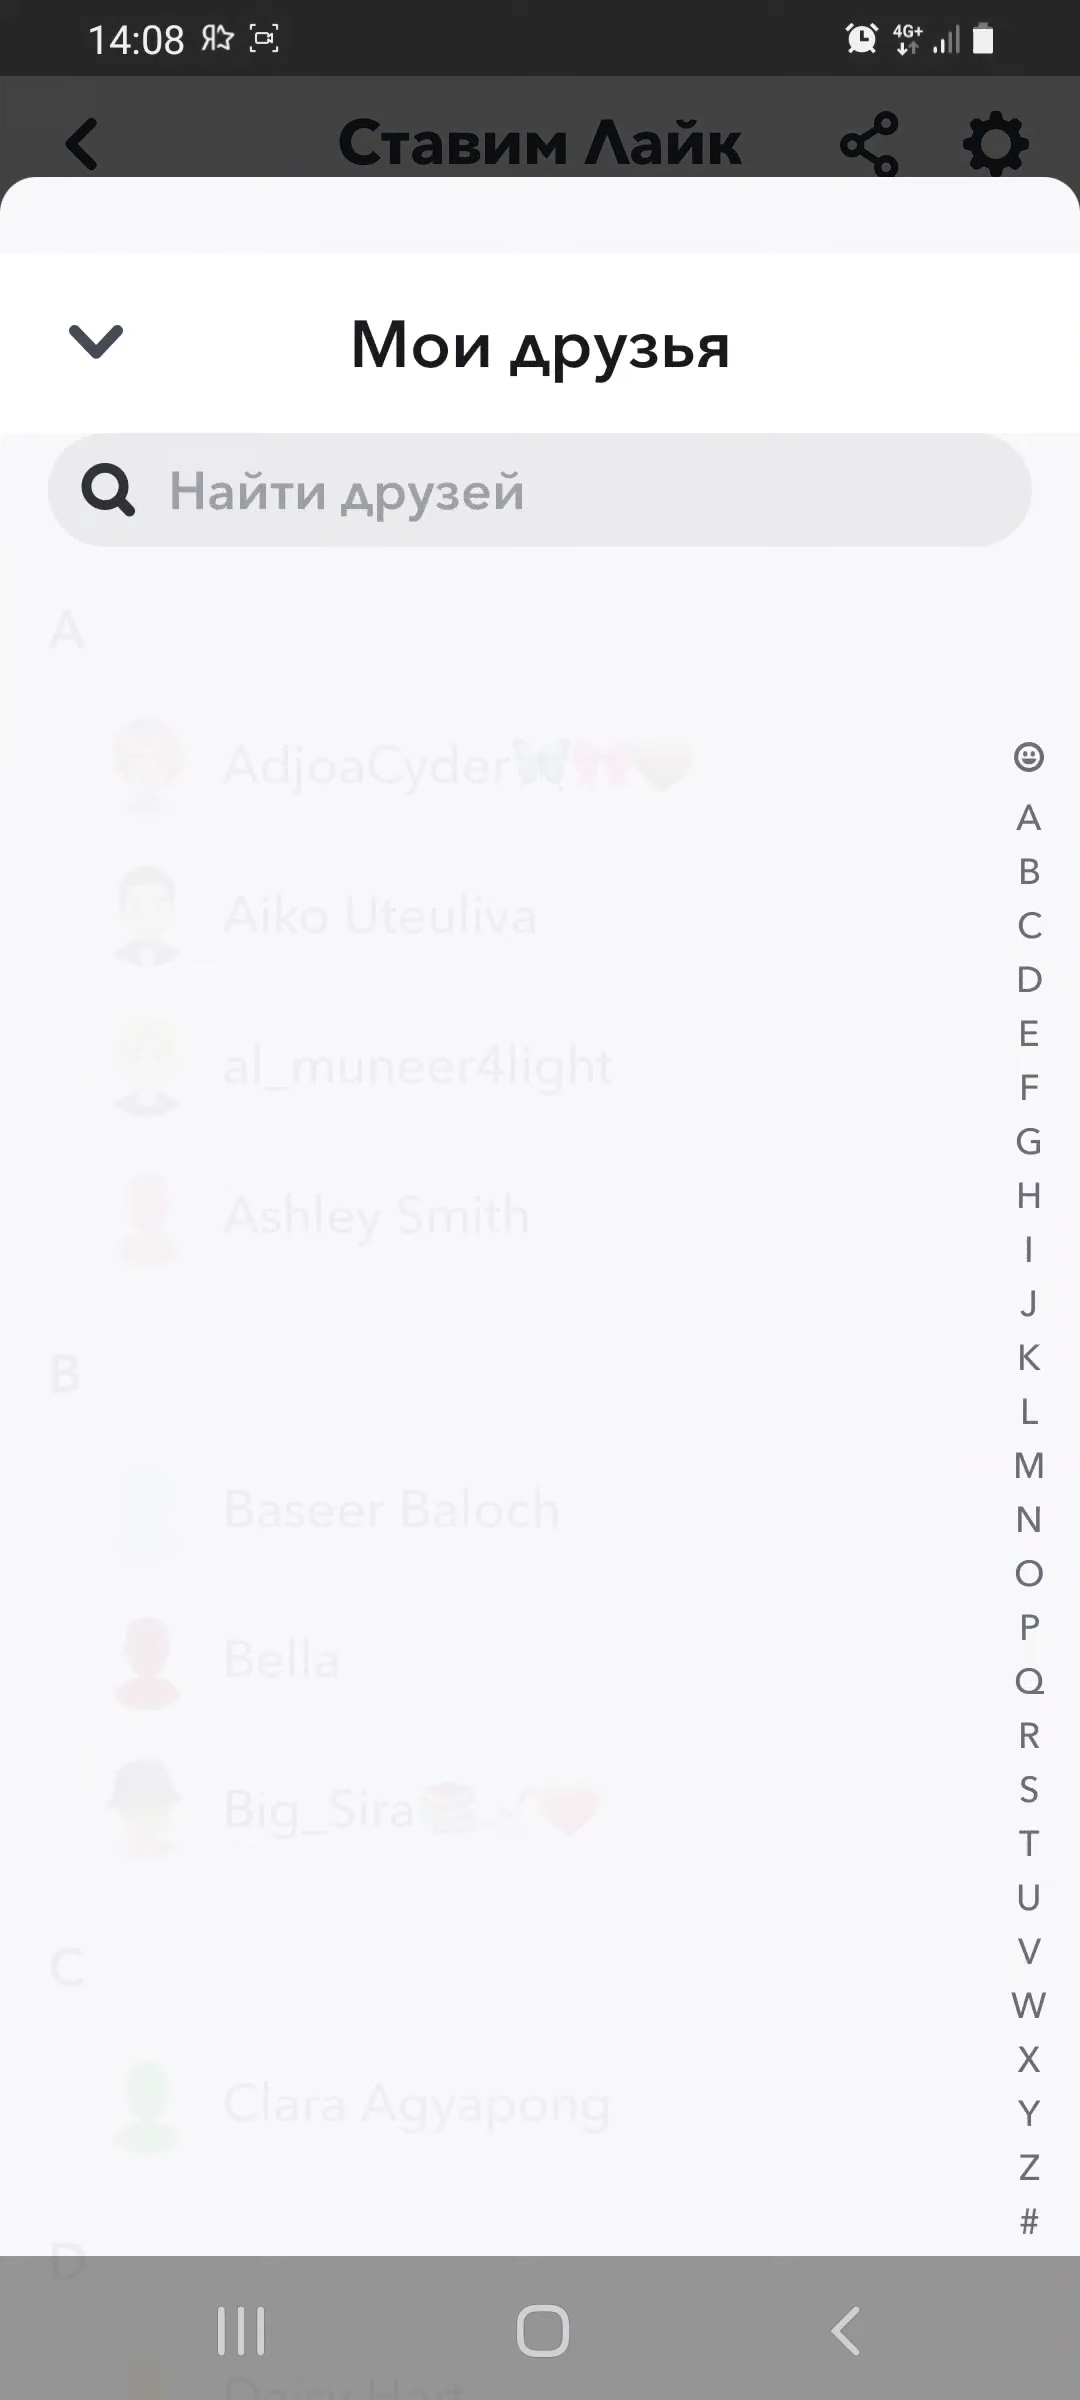 14:08
4G+
Ставим Лайк
Мои друзья
Найти друзей
A
AdjoaCyder🦋🎀🤎
Aiko Uteuliva
al_muneer4light
Ashley Smith
B
Baseer Baloch
Bella
C
Clara Agyapong
D
A
B
C
D
E
F
G
H
I
J
K
L
M
N
O
P
Q
R
S
T
U
V
W
X
Y
Z
#
Big_Sira